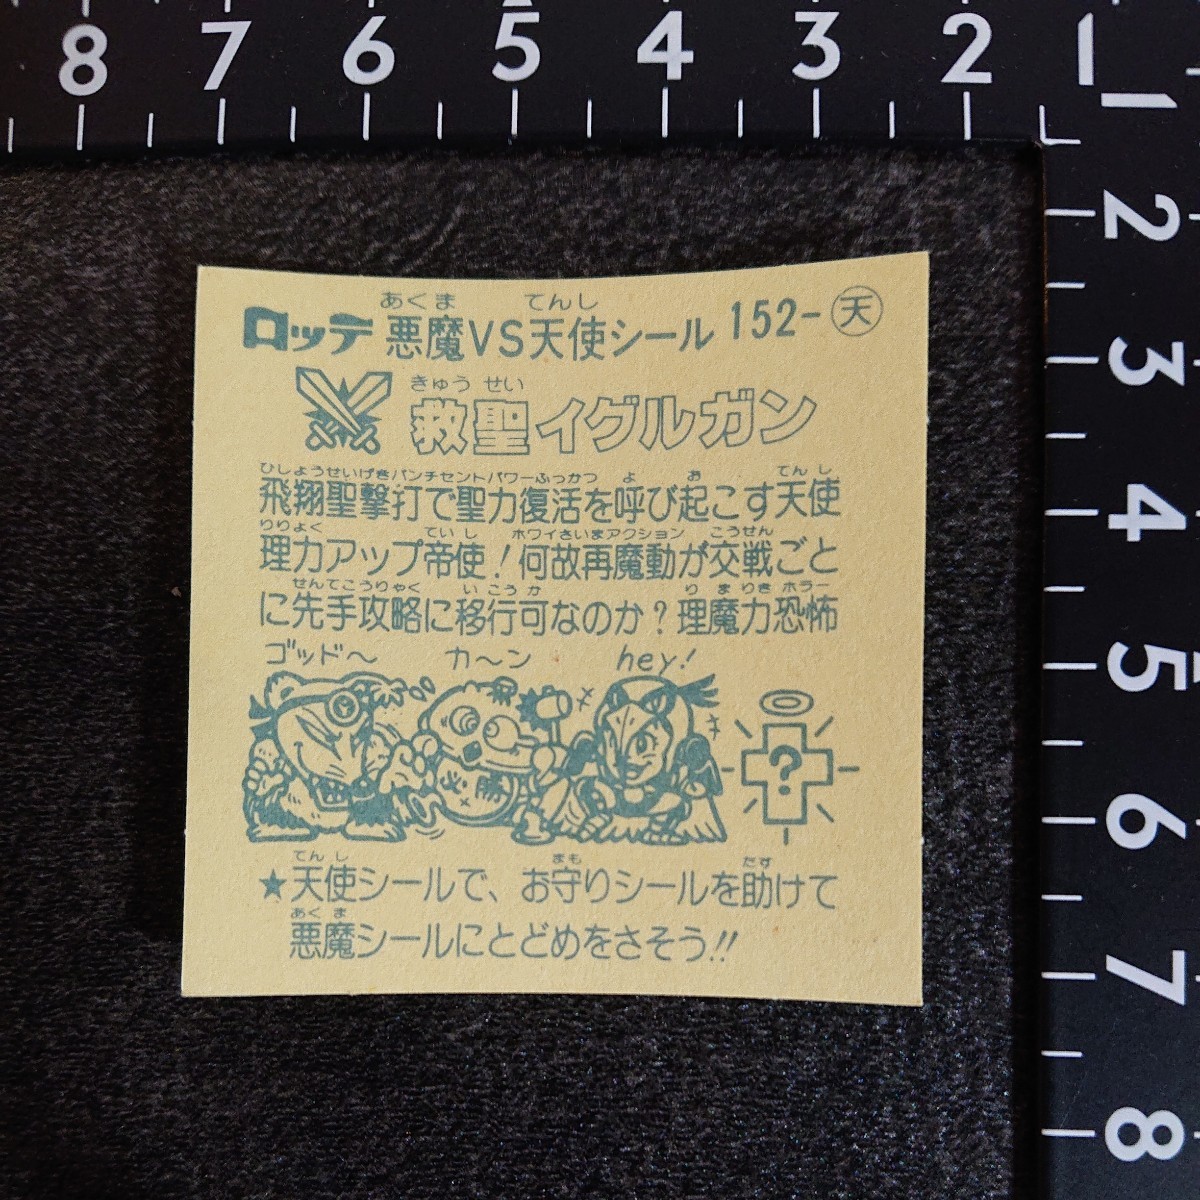 8 7 6 5 4 3 2 1
1
2
3
4
5
6
7
8
あくま てんし
ロッテ 悪魔VS天使シール 152-天
きゅう せい
救聖イグルガン
ひしょうせいげきパンチセントパワーふっかつ よ お てんし
飛翔聖撃打で聖力復活を呼び起こす天使
りりょく ていし ホワイさいまアクション こうせん
理力アップ帝使!何故再魔動が交戦ごと
せんてこうりゃく いこうか りまりきホラー
に先手攻略に移行可なのか?理魔力恐怖
ゴッド〜 カ〜ン hey!
必勝
?
てんし まも たす
★天使シールで、お守りシールを助けて
あくま
悪魔シールにとどめをさそう!!